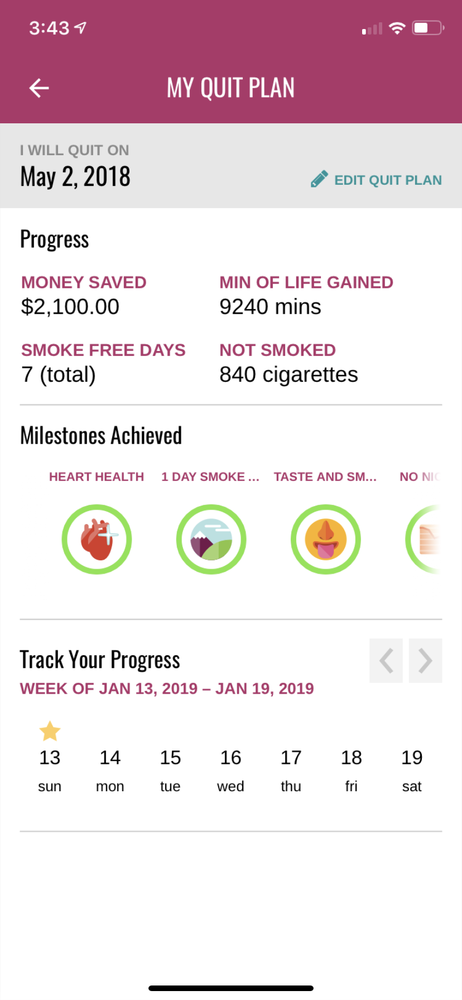 3:43
MY QUIT PLAN
I WILL QUIT ON
May 2, 2018
EDIT QUIT PLAN
Progress
MONEY SAVED
$2,100.00
MIN OF LIFE GAINED
9240 mins
SMOKE FREE DAYS
7 (total)
NOT SMOKED
840 cigarettes
Milestones Achieved
HEART HEALTH
1 DAY SMOKE ...
TASTE AND SM...
NO
Track Your Progress
WEEK OF JAN 13, 2019 – JAN 19, 2019
13 14 15 16 17 18 19
sun mon tue wed thu fri sat